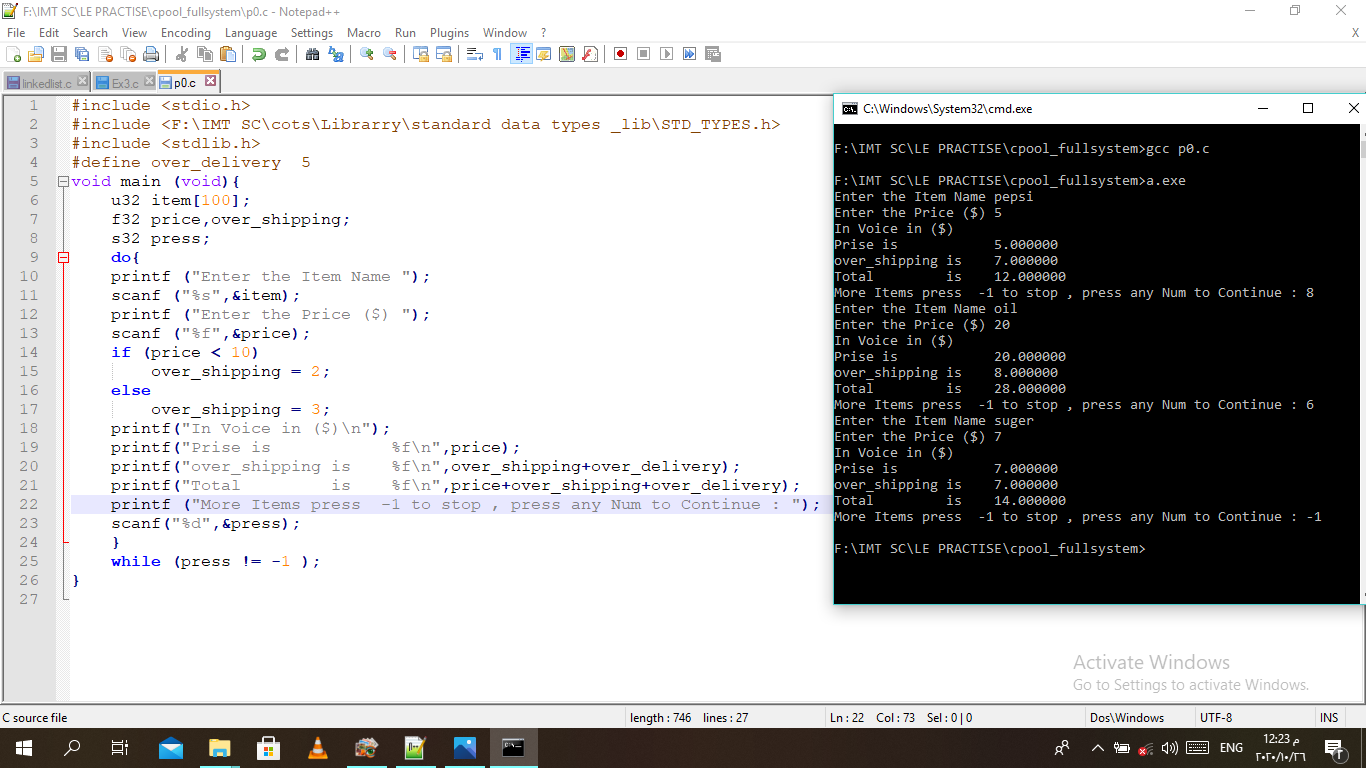 F:\IMT SC\LE PRACTISE\cpool_fullsystem\p0.c - Notepad++
File Edit Search View Encoding Language Settings Macro Run Plugins Window ? X
linkedlist.c Ex3.c p0.c
1 #include <stdio.h>
2 #include <F:\IMT SC\cots\Librarry\standard data types _lib\STD_TYPES.h>
3 #include <stdlib.h>
4 #define over_delivery  5
5 void main (void){
6     u32 item[100];
7     f32 price,over_shipping;
8     s32 press;
9     do{
10     printf ("Enter the Item Name ");
11     scanf ("%s",&item);
12     printf ("Enter the Price ($) ");
13     scanf ("%f",&price);
14     if (price < 10)
15         over_shipping = 2;
16     else
17         over_shipping = 3;
18     printf("In Voice in ($)\n");
19     printf("Prise is            %f\n",price);
20     printf("over_shipping is    %f\n",over_shipping+over_delivery);
21     printf("Total         is    %f\n",price+over_shipping+over_delivery);
22     printf ("More Items press  -1 to stop , press any Num to Continue : ");
23     scanf("%d",&press);
24     }
25     while (press != -1 );
26 }
27
C:\Windows\System32\cmd.exe
F:\IMT SC\LE PRACTISE\cpool_fullsystem>gcc p0.c
F:\IMT SC\LE PRACTISE\cpool_fullsystem>a.exe
Enter the Item Name pepsi
Enter the Price ($) 5
In Voice in ($)
Prise is            5.000000
over_shipping is    7.000000
Total         is    12.000000
More Items press  -1 to stop , press any Num to Continue : 8
Enter the Item Name oil
Enter the Price ($) 20
In Voice in ($)
Prise is            20.000000
over_shipping is    8.000000
Total         is    28.000000
More Items press  -1 to stop , press any Num to Continue : 6
Enter the Item Name suger
Enter the Price ($) 7
In Voice in ($)
Prise is            7.000000
over_shipping is    7.000000
Total         is    14.000000
More Items press  -1 to stop , press any Num to Continue : -1
F:\IMT SC\LE PRACTISE\cpool_fullsystem>
Activate Windows
Go to Settings to activate Windows.
C source file length : 746 lines : 27 Ln : 22 Col : 73 Sel : 0 | 0 Dos\Windows UTF-8 INS
ENG
12:23 م
٢٠٢٠/١٠/٢٦